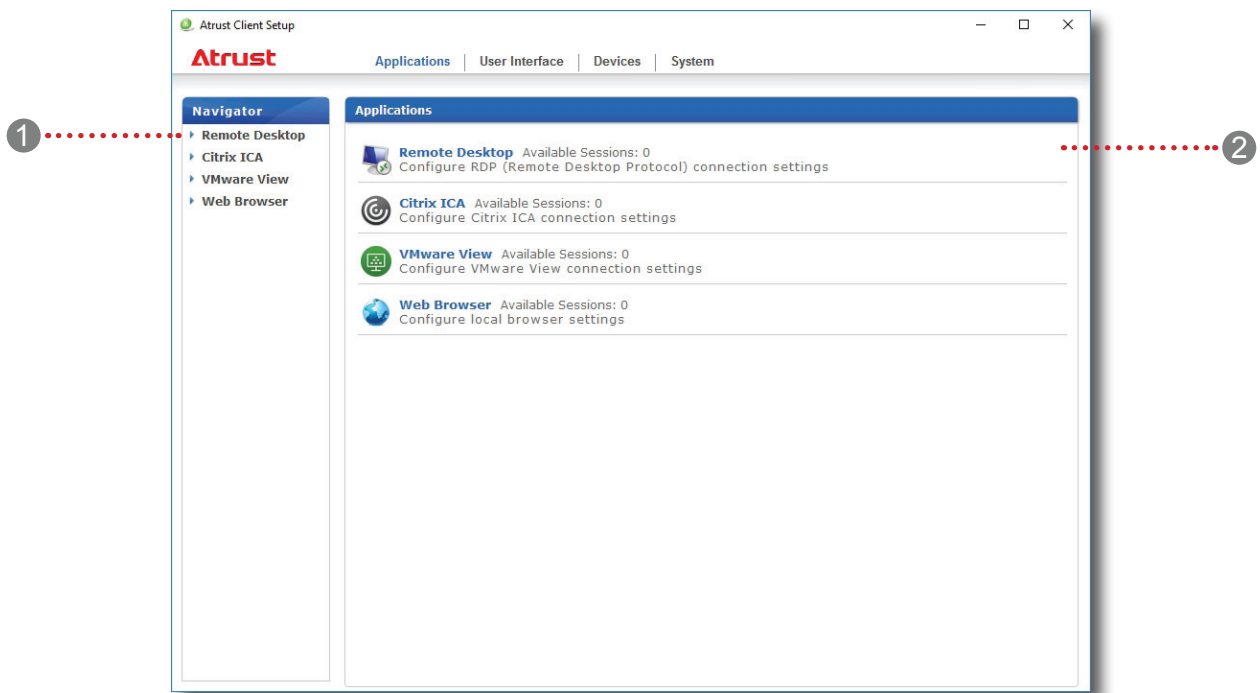 Atrust Client Setup
Atrust
Applications | User Interface | Devices | System
Navigator
Remote Desktop
Citrix ICA
VMware View
Web Browser
Applications
Remote Desktop Available Sessions: 0
Configure RDP (Remote Desktop Protocol) connection settings
Citrix ICA Available Sessions: 0
Configure Citrix ICA connection settings
VMware View Available Sessions: 0
Configure VMware View connection settings
Web Browser Available Sessions: 0
Configure local browser settings
1
2